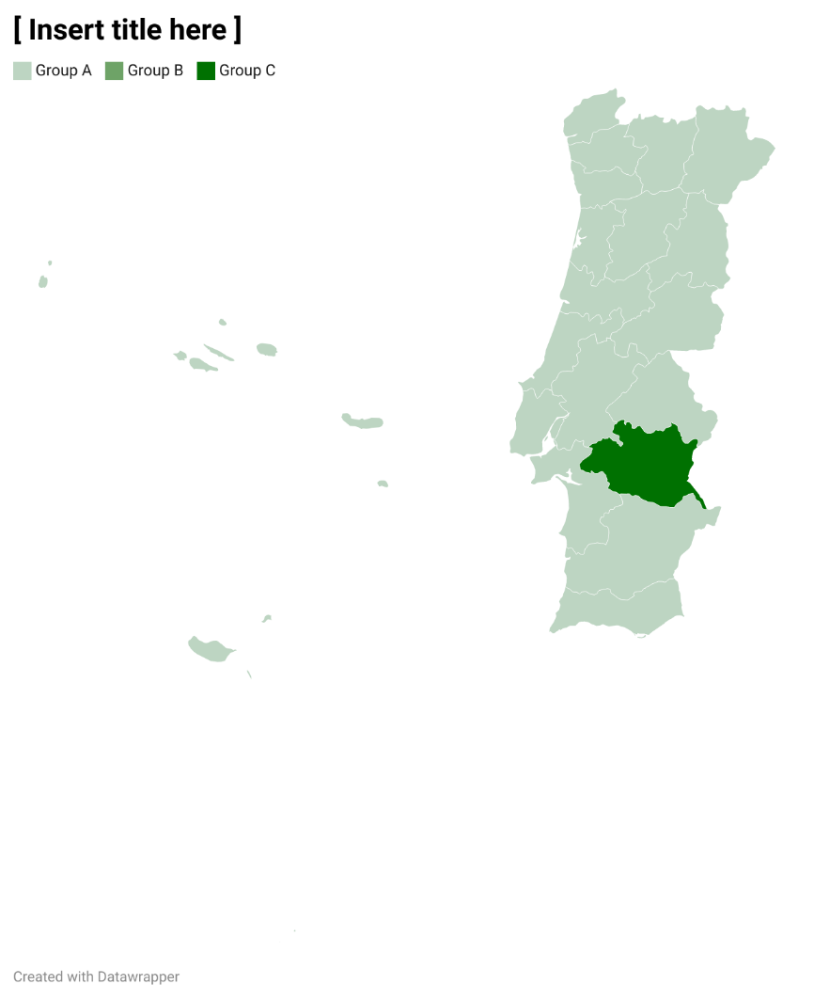 [ Insert title here ]
Group A Group B Group C
Created with Datawrapper